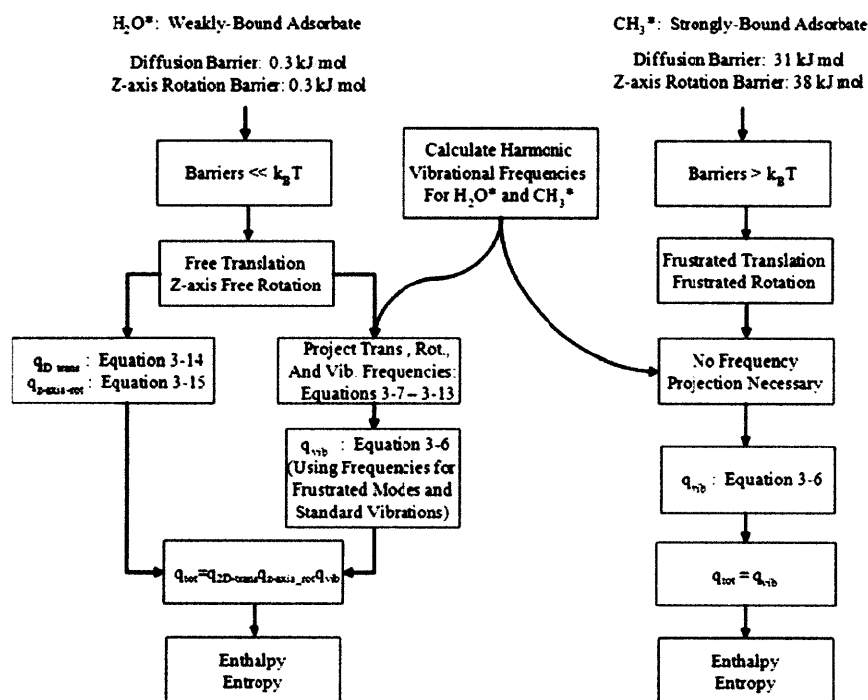 H₂O*: Weakly-Bound Adsorbate
Diffusion Barrier: 0.3 kJ mol
Z-axis Rotation Barrier: 0.3 kJ mol
CH₃*: Strongly-Bound Adsorbate
Diffusion Barrier: 31 kJ mol
Z-axis Rotation Barrier: 38 kJ mol
Barriers << k_BT
Calculate Harmonic
Vibrational Frequencies
For H₂O* and CH₃*
Barriers > k_BT
Free Translation
Z-axis Free Rotation
Frustrated Translation
Frustrated Rotation
q_2D trans : Equation 3-14
q_z-axis-rot : Equation 3-15
Project Trans., Rot.,
And Vib. Frequencies:
Equations 3-7 – 3-13
No Frequency
Projection Necessary
q_vib : Equation 3-6
(Using Frequencies for
Frustrated Modes and
Standard Vibrations)
q_vib : Equation 3-6
q_tot=q_2D-trans q_z-axis_rot q_vib
q_tot = q_vib
Enthalpy
Entropy
Enthalpy
Entropy